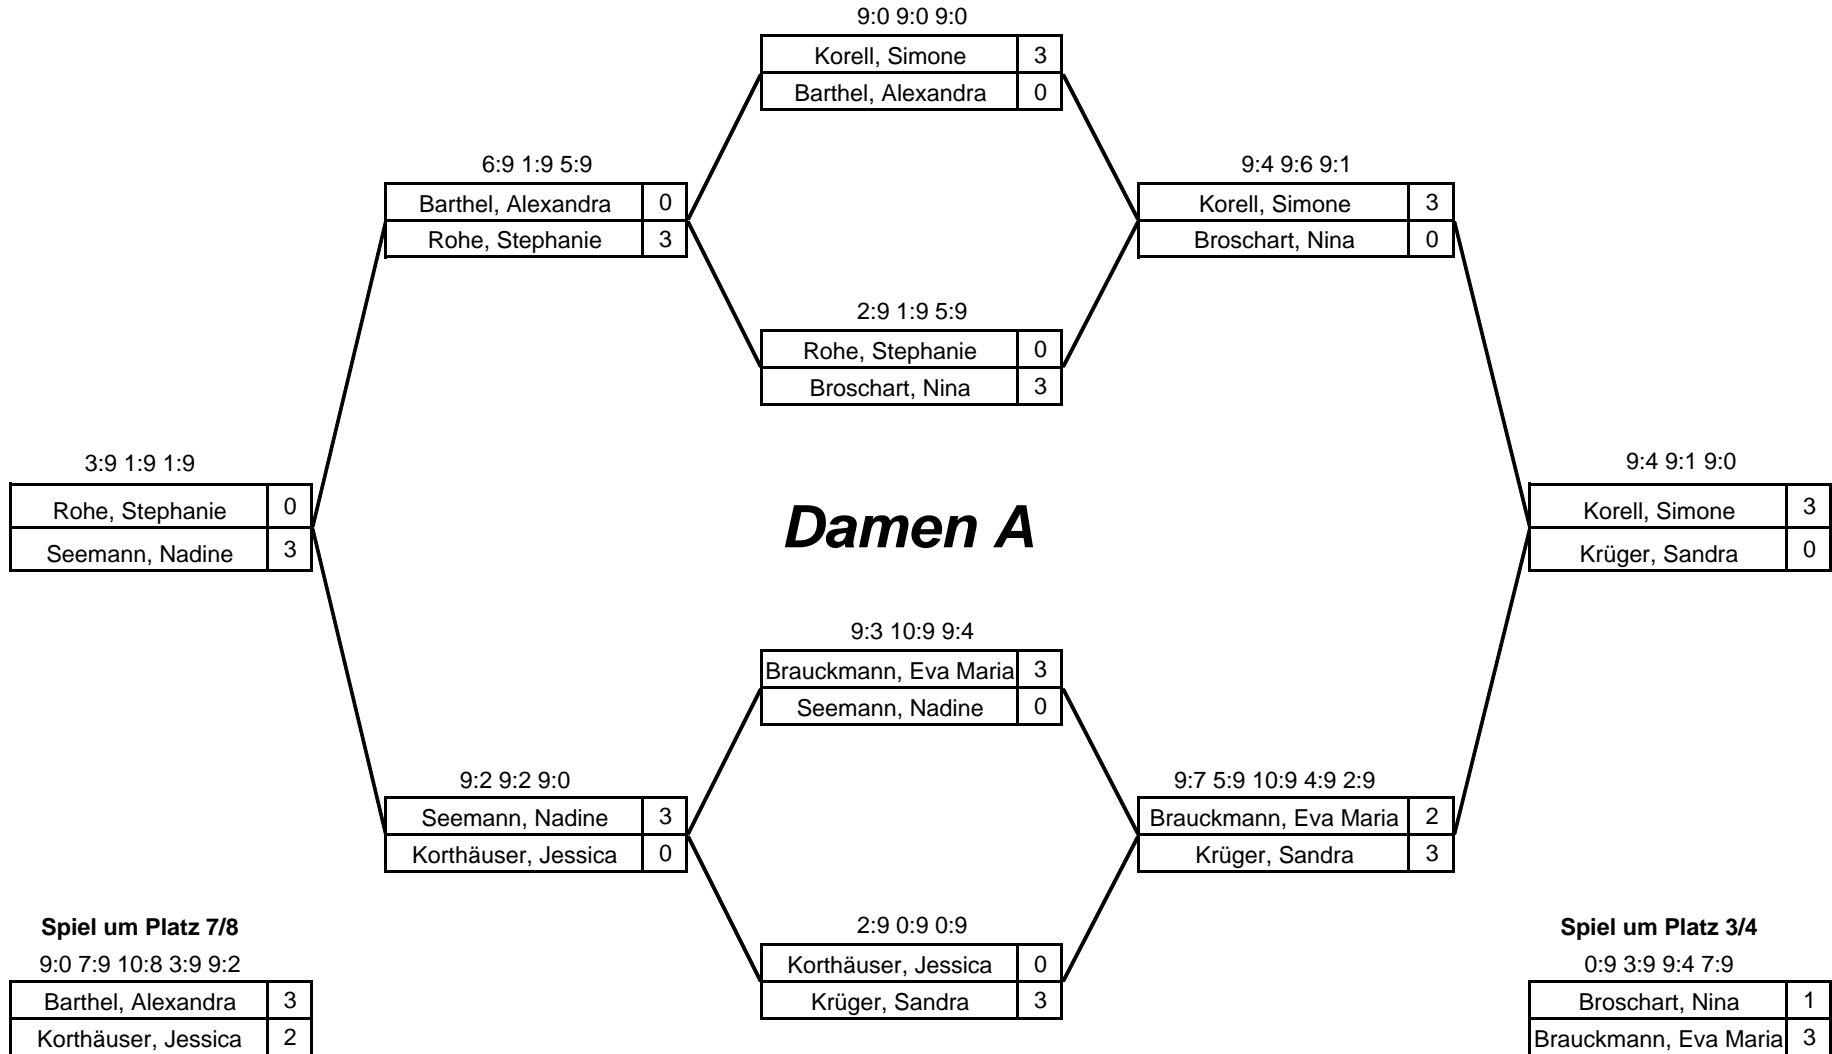 9:0 9:0 9:0
Korell, Simone 3
Barthel, Alexandra 0
6:9 1:9 5:9
Barthel, Alexandra 0
Rohe, Stephanie 3
9:4 9:6 9:1
Korell, Simone 3
Broschart, Nina 0
2:9 1:9 5:9
Rohe, Stephanie 0
Broschart, Nina 3
3:9 1:9 1:9
Rohe, Stephanie 0
Seemann, Nadine 3
Damen A
9:4 9:1 9:0
Korell, Simone 3
Krüger, Sandra 0
9:3 10:9 9:4
Brauckmann, Eva Maria 3
Seemann, Nadine 0
9:2 9:2 9:0
Seemann, Nadine 3
Korthäuser, Jessica 0
9:7 5:9 10:9 4:9 2:9
Brauckmann, Eva Maria 2
Krüger, Sandra 3
2:9 0:9 0:9
Korthäuser, Jessica 0
Krüger, Sandra 3
Spiel um Platz 7/8
9:0 7:9 10:8 3:9 9:2
Barthel, Alexandra 3
Korthäuser, Jessica 2
Spiel um Platz 3/4
0:9 3:9 9:4 7:9
Broschart, Nina 1
Brauckmann, Eva Maria 3